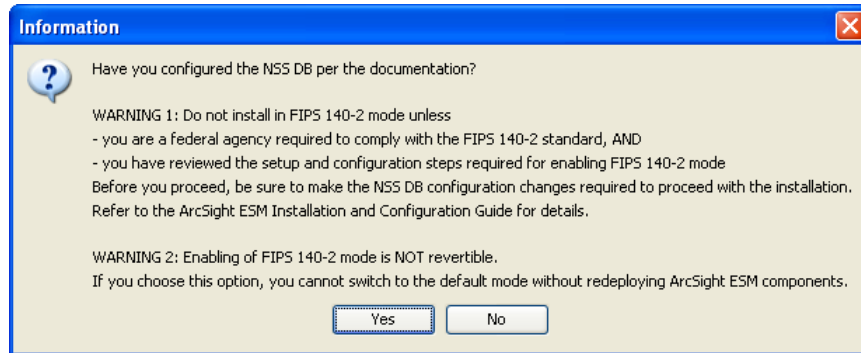 Information
Have you configured the NSS DB per the documentation?
WARNING 1: Do not install in FIPS 140-2 mode unless
- you are a federal agency required to comply with the FIPS 140-2 standard, AND
- you have reviewed the setup and configuration steps required for enabling FIPS 140-2 mode
Before you proceed, be sure to make the NSS DB configuration changes required to proceed with the installation.
Refer to the ArcSight ESM Installation and Configuration Guide for details.
WARNING 2: Enabling of FIPS 140-2 mode is NOT revertible.
If you choose this option, you cannot switch to the default mode without redeploying ArcSight ESM components.
Yes No